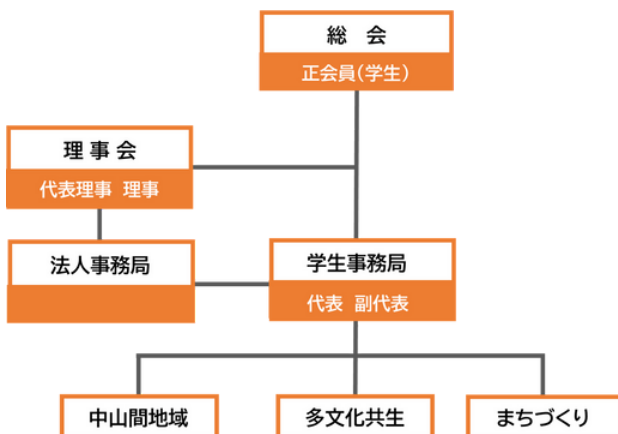 総　会
正会員(学生)
理 事 会
代表理事 理事
法人事務局
学生事務局
代表 副代表
中山間地域
多文化共生
まちづくり